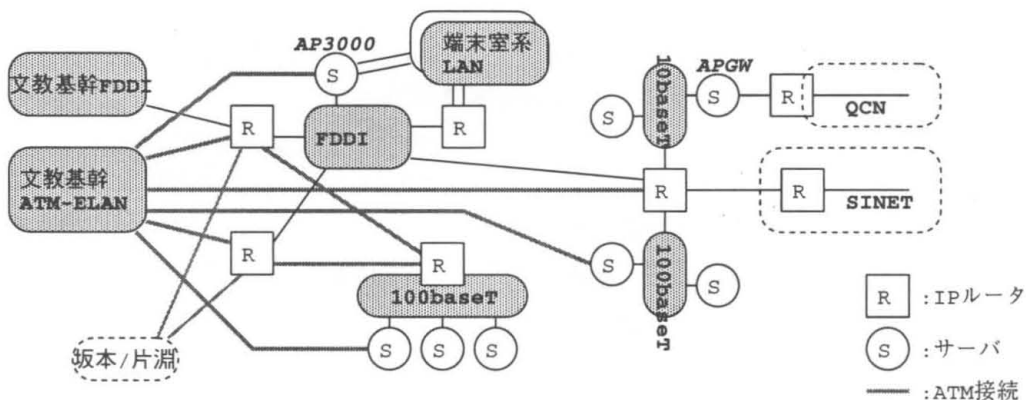 AP3000
端末室系
LAN
文教基幹FDDI
S
R
FDDI
R
10baseT
APGW
S
S
R
QCN
文教基幹
ATM-ELAN
R
R
SINET
R
R
100baseT
S
S
100baseT
坂本/片淵
S
S
S
R
:IPルータ
S
:サーバ
:ATM接続